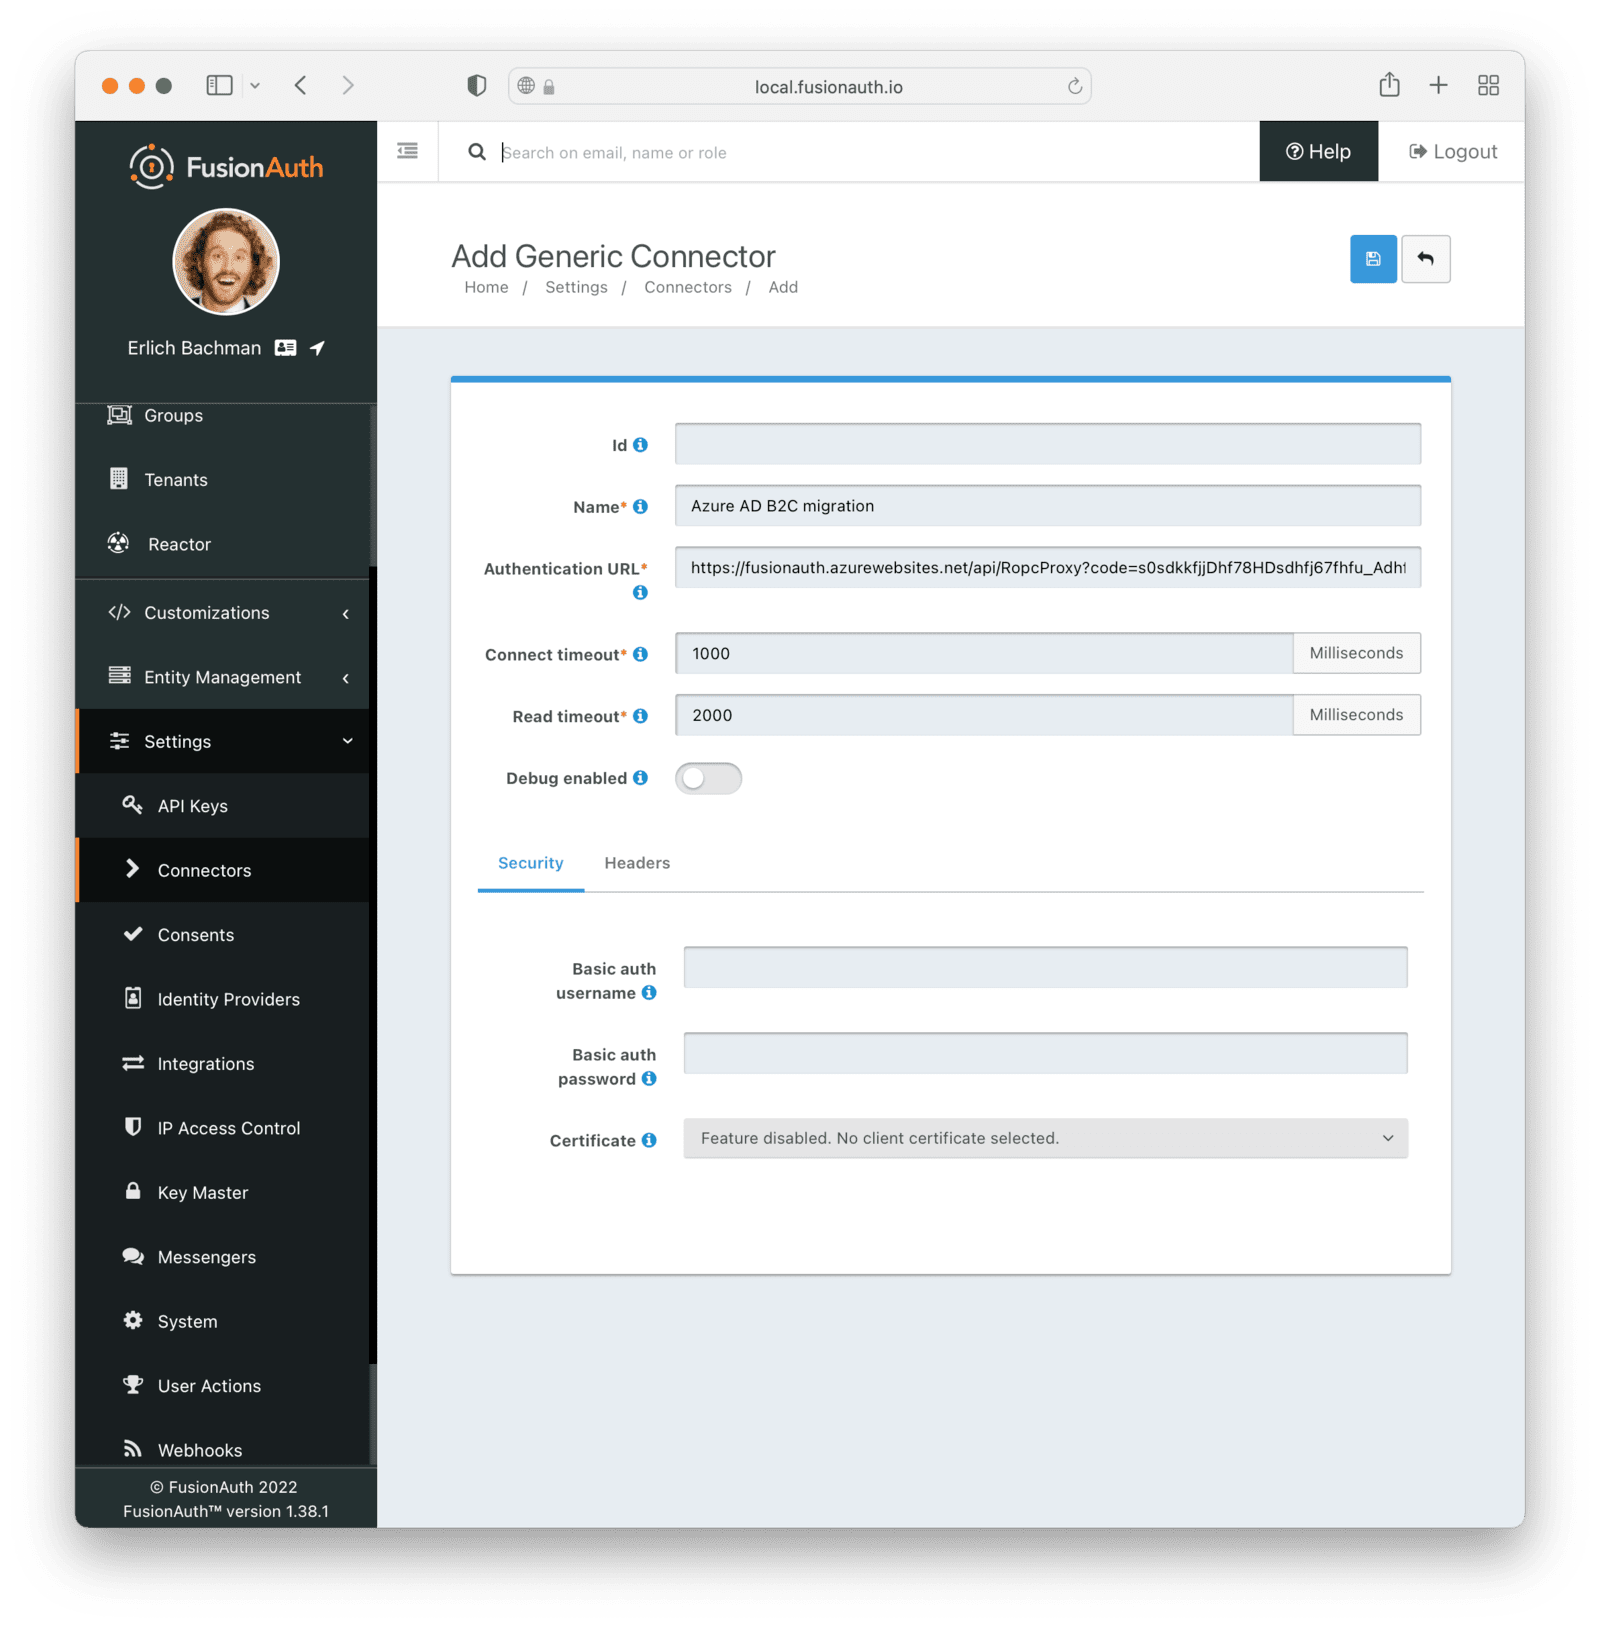 local.fusionauth.io
FusionAuth
Search on email, name or role
Help
Logout
Erlich Bachman
Groups
Tenants
Reactor
Customizations
Entity Management
Settings
API Keys
Connectors
Consents
Identity Providers
Integrations
IP Access Control
Key Master
Messengers
System
User Actions
Webhooks
© FusionAuth 2022
FusionAuth™ version 1.38.1
Add Generic Connector
Home / Settings / Connectors / Add
Id
Name* Azure AD B2C migration
Authentication URL* https://fusionauth.azurewebsites.net/api/RopcProxy?code=s0sdkkfjjDhf78HDsdhfj67fhfu_Adhf
Connect timeout* 1000 Milliseconds
Read timeout* 2000 Milliseconds
Debug enabled
Security Headers
Basic auth
username
Basic auth
password
Certificate Feature disabled. No client certificate selected.